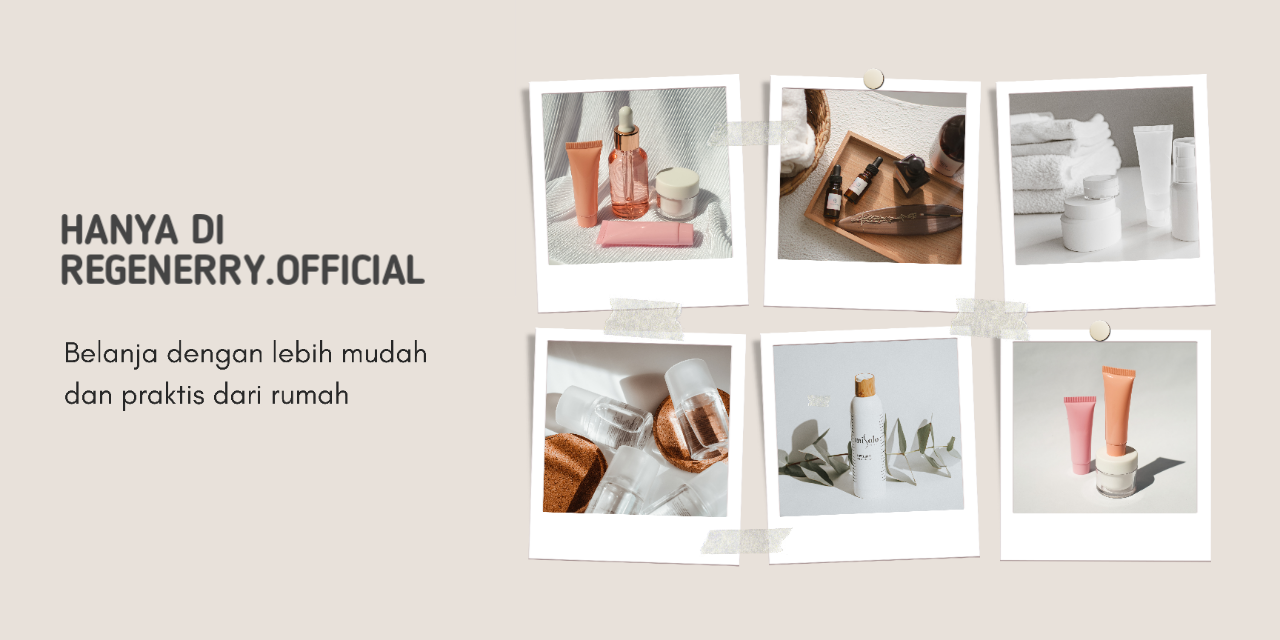 HANYA DI
REGENERRY.OFFICIAL
Belanja dengan lebih mudah
dan praktis dari rumah